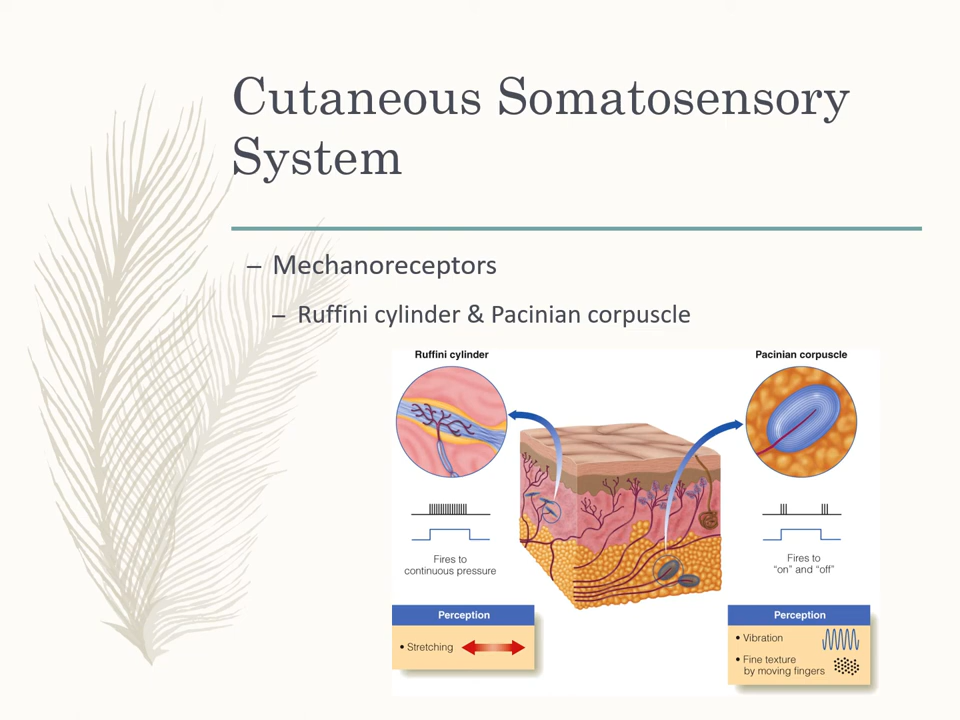 Cutaneous Somatosensory
System
– Mechanoreceptors
– Ruffini cylinder & Pacinian corpuscle
Ruffini cylinder
Pacinian corpuscle
Fires to
continuous pressure
Fires to
“on” and “off”
Perception
• Stretching
Perception
• Vibration
• Fine texture
by moving fingers